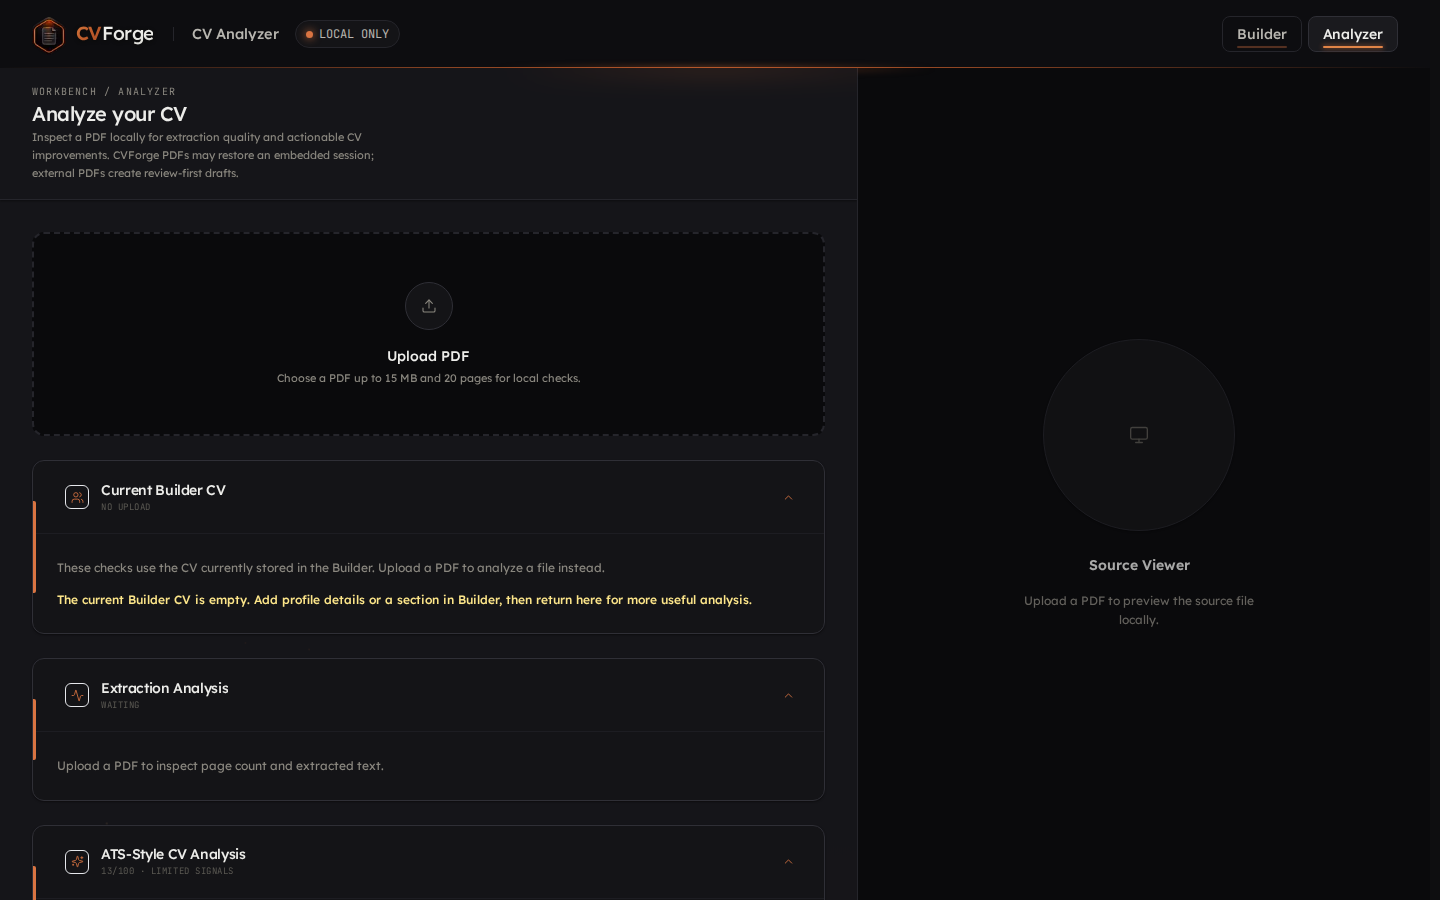 CVForge
CV Analyzer
LOCAL ONLY
Builder
Analyzer
WORKBENCH / ANALYZER
Analyze your CV
Inspect a PDF locally for extraction quality and actionable CV
improvements. CVForge PDFs may restore an embedded session;
external PDFs create review-first drafts.
Upload PDF
Choose a PDF up to 15 MB and 20 pages for local checks.
Current Builder CV
NO UPLOAD
These checks use the CV currently stored in the Builder. Upload a PDF to analyze a file instead.
The current Builder CV is empty. Add profile details or a section in Builder, then return here for more useful analysis.
Extraction Analysis
WAITING
Upload a PDF to inspect page count and extracted text.
ATS-Style CV Analysis
13/100 · LIMITED SIGNALS
Source Viewer
Upload a PDF to preview the source file
locally.